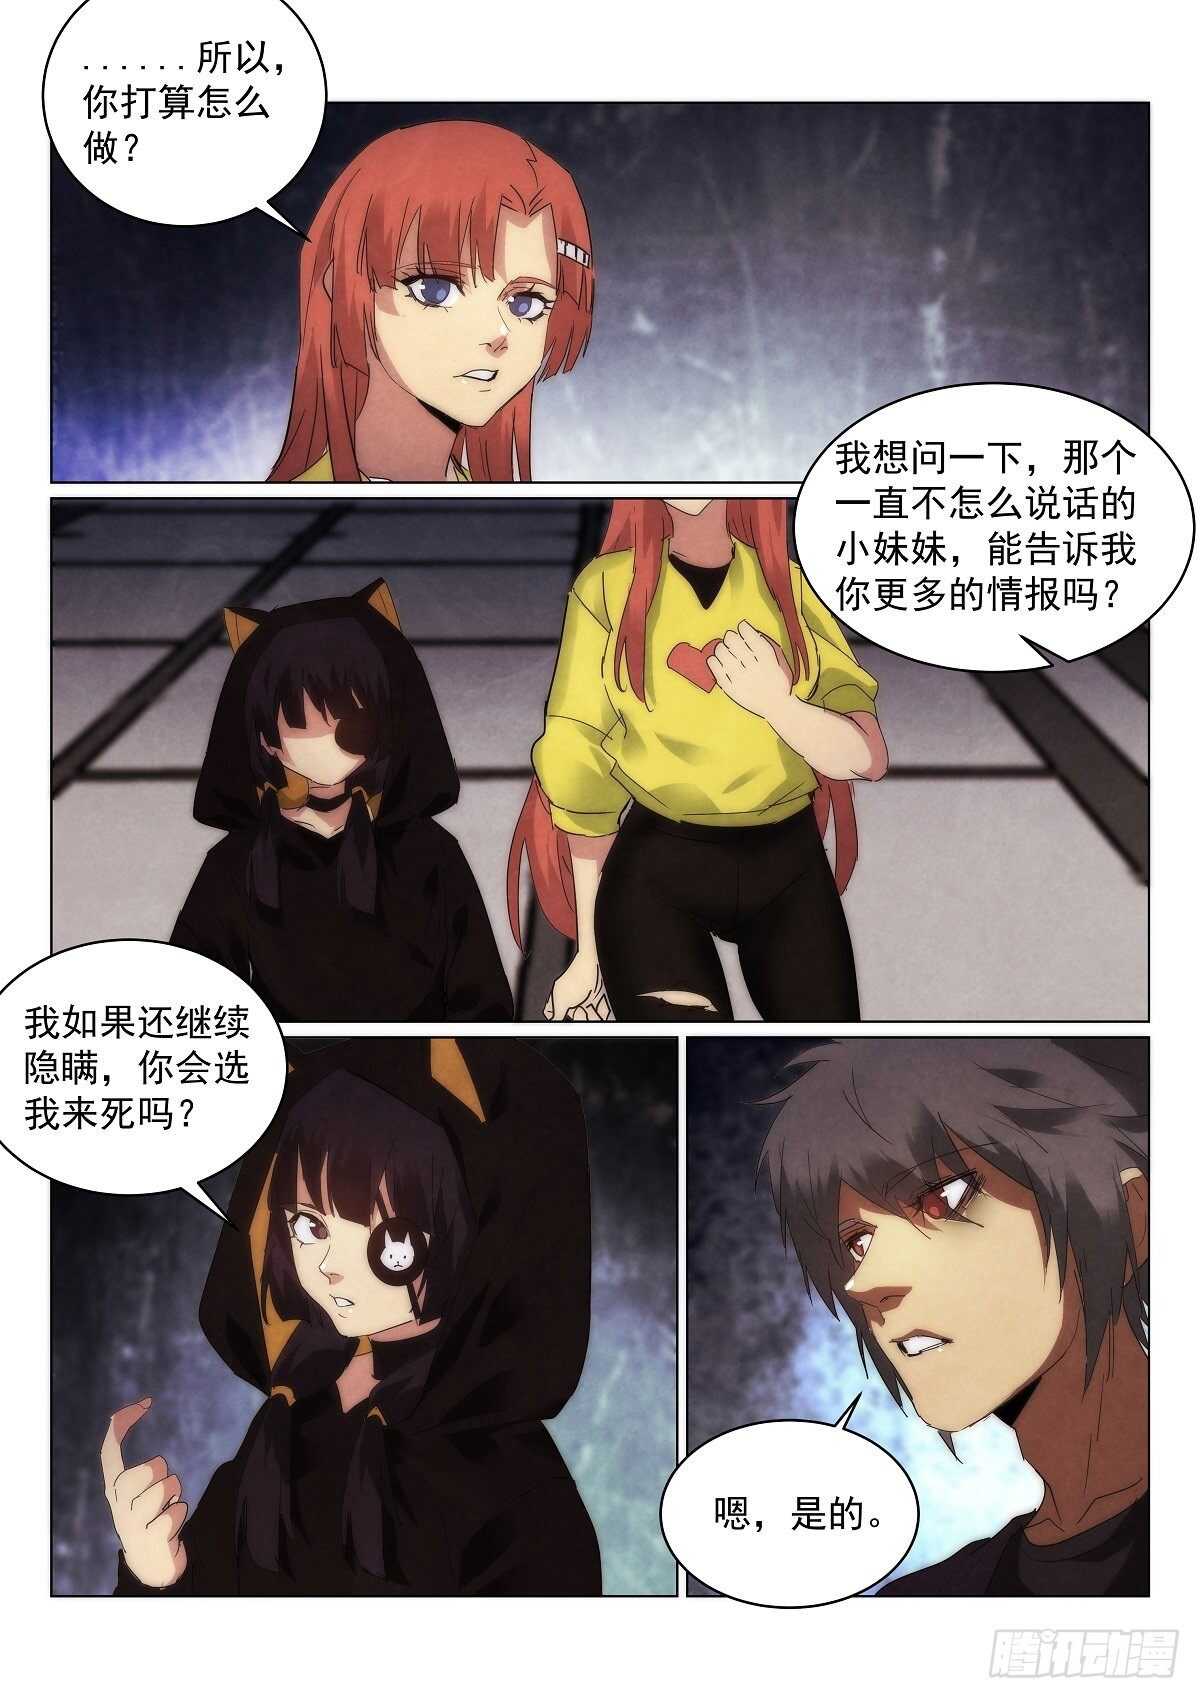 ......所以，
你打算怎么
做？
我想问一下，那个
一直不怎么说话的
小妹妹，能告诉我
你更多的情报吗？
我如果还继续
隐瞒，你会选
我来死吗？
嗯，是的。
腾讯动漫